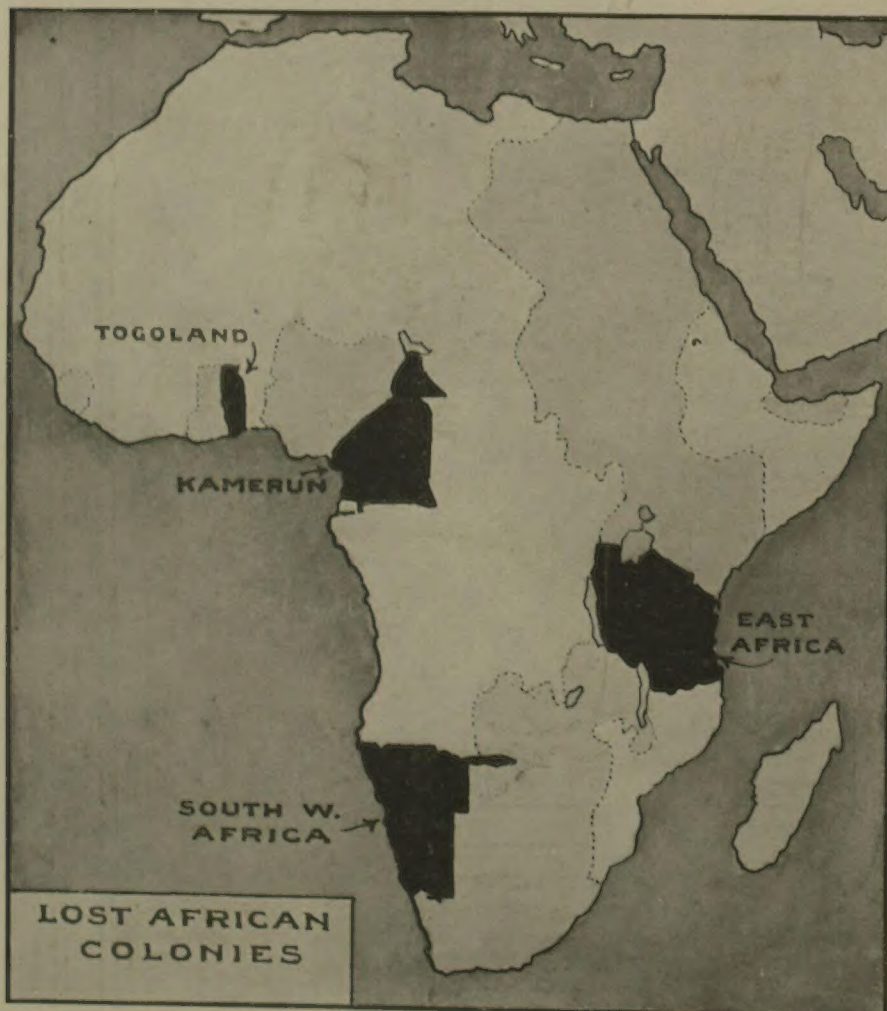 TOGOLAND
KAMERUN
EAST
AFRICA
SOUTH W.
AFRICA
LOST AFRICAN
COLONIES